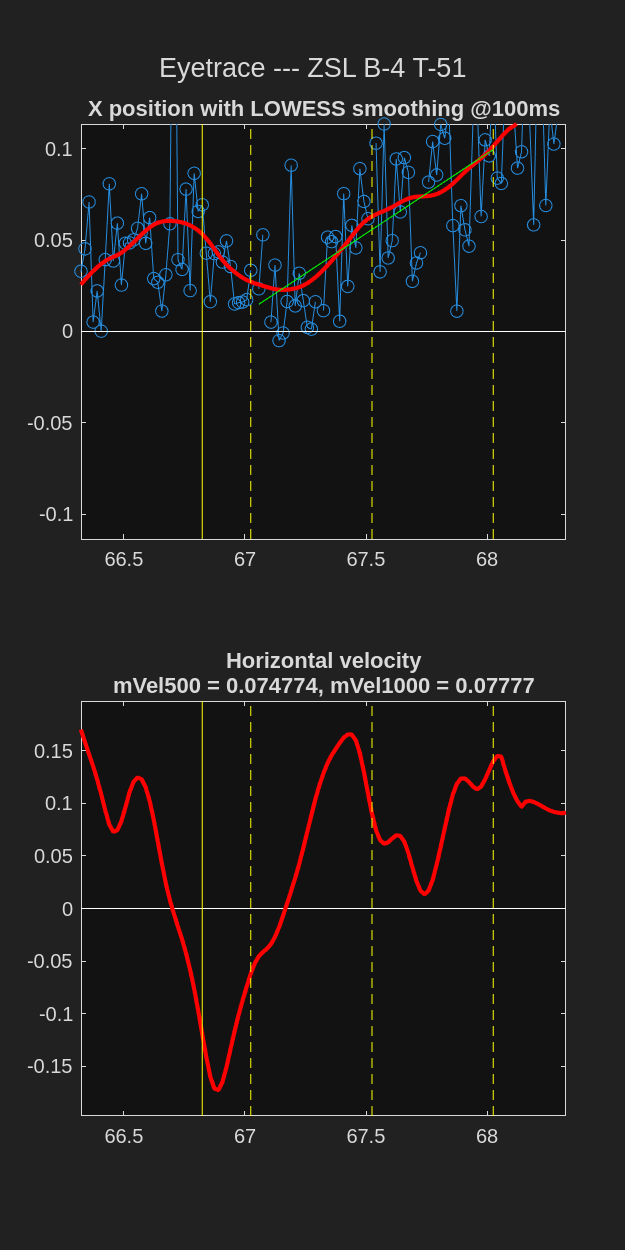 Eyetrace --- ZSL B-4 T-51
X position with LOWESS smoothing @100ms
0.1
0.05
0
-0.05
-0.1
66.5 67 67.5 68
Horizontal velocity
mVel500 = 0.074774, mVel1000 = 0.07777
0.15
0.1
0.05
0
-0.05
-0.1
-0.15
66.5 67 67.5 68